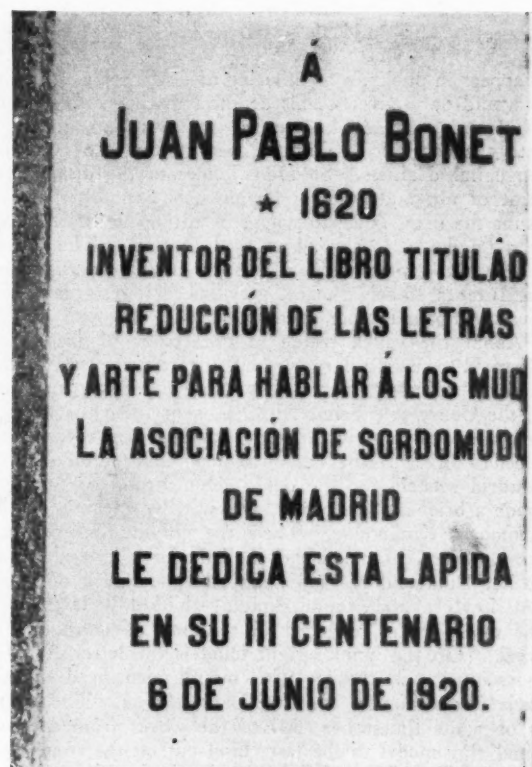 Á
JUAN PABLO BONET
★ 1620
INVENTOR DEL LIBRO TITULAD
REDUCCIÓN DE LAS LETRAS
Y ARTE PARA HABLAR Á LOS MUD
LA ASOCIACIÓN DE SORDOMUDO
DE MADRID
LE DEDICA ESTA LAPIDA
EN SU III CENTENARIO
6 DE JUNIO DE 1920.